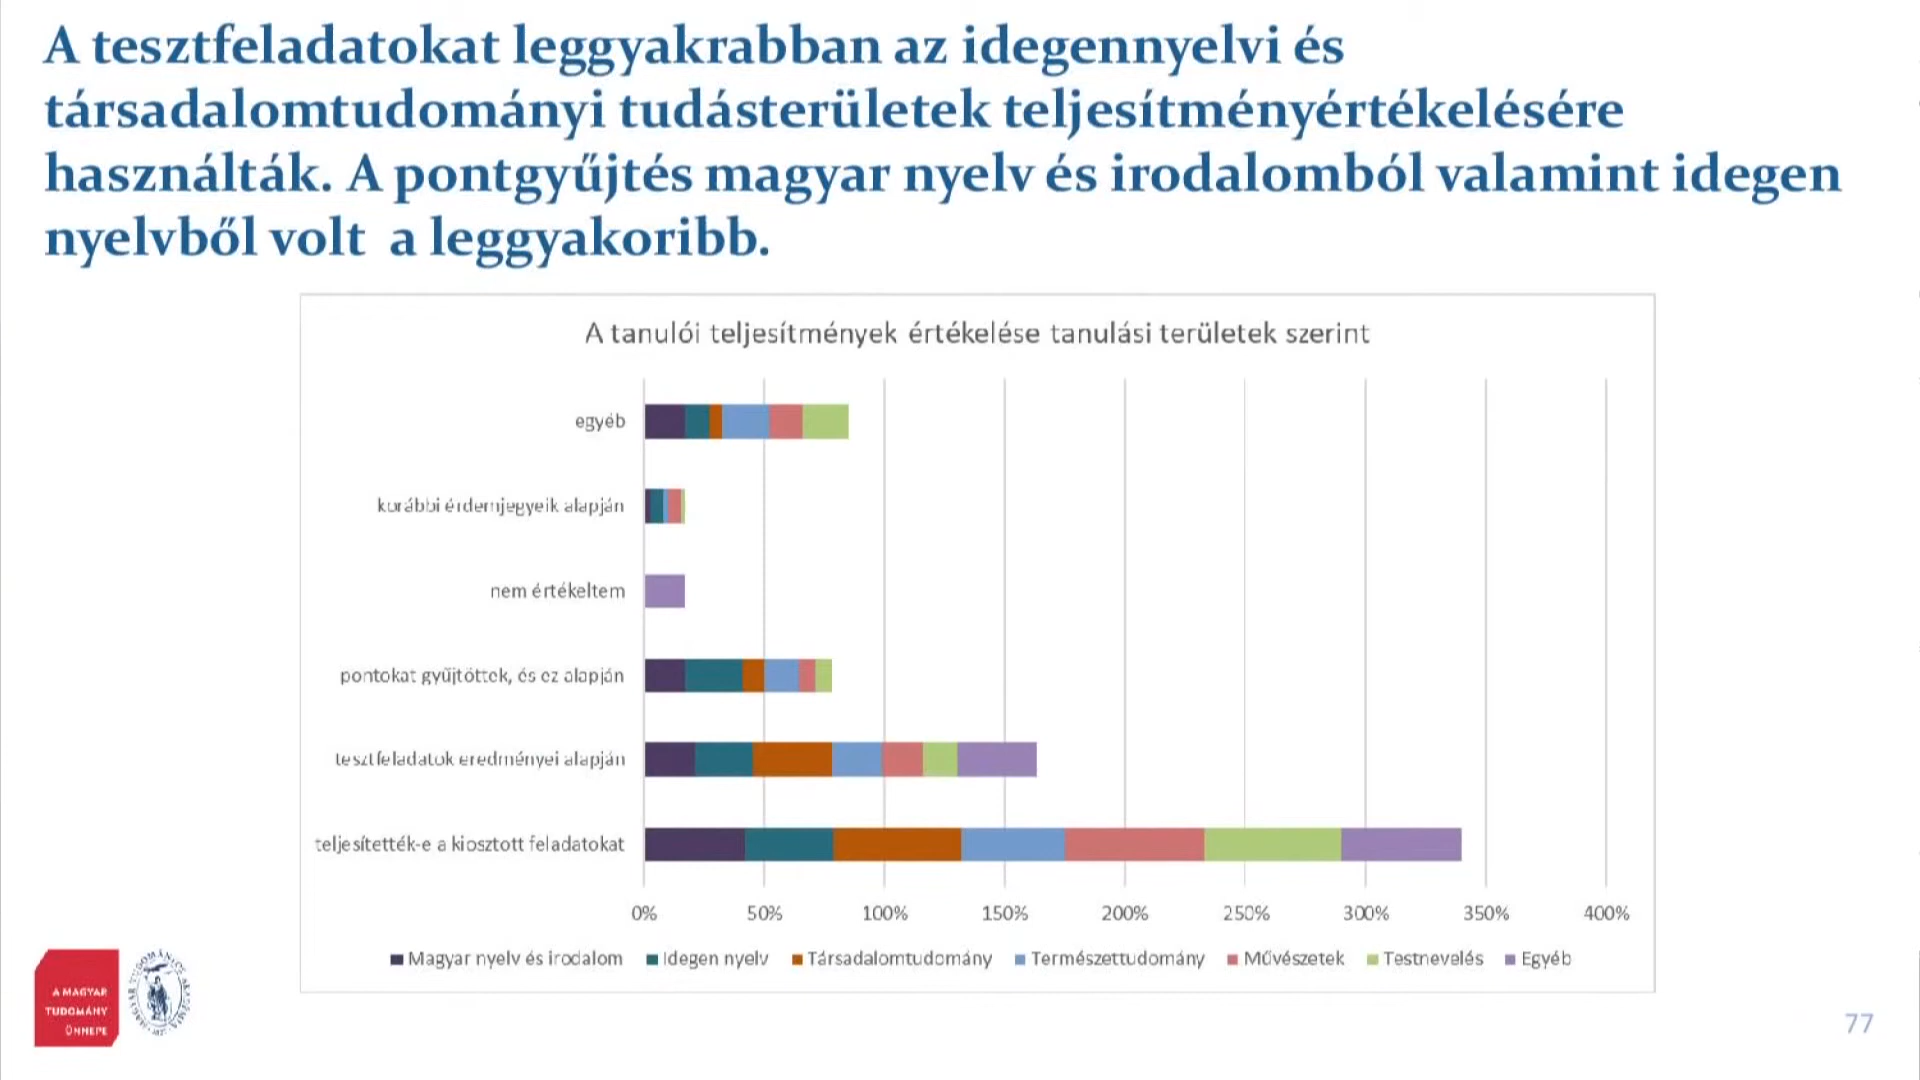 A tesztfeladatokat leggyakrabban az idegennyelvi és
társadalomtudományi tudásterületek teljesítményértékelésére
használták. A pontgyűjtés magyar nyelv és irodalomból valamint idegen
nyelvből volt a leggyakoribb.
A tanulói teljesítmények értékelése tanulási területek szerint
egyéb
korábbi érdemjegyeik alapján
nem értékeltem
pontokat gyűjtöttek, és ez alapján
tesztfeladatok eredményei alapján
teljesítették-e a kiosztott feladatokat
0% 50% 100% 150% 200% 250% 300% 350% 400%
Magyar nyelv és irodalom Idegen nyelv Társadalomtudomány Természettudomány Művészetek Testnevelés Egyéb
A MAGYAR
TUDOMÁNY
ÜNNEPE
77